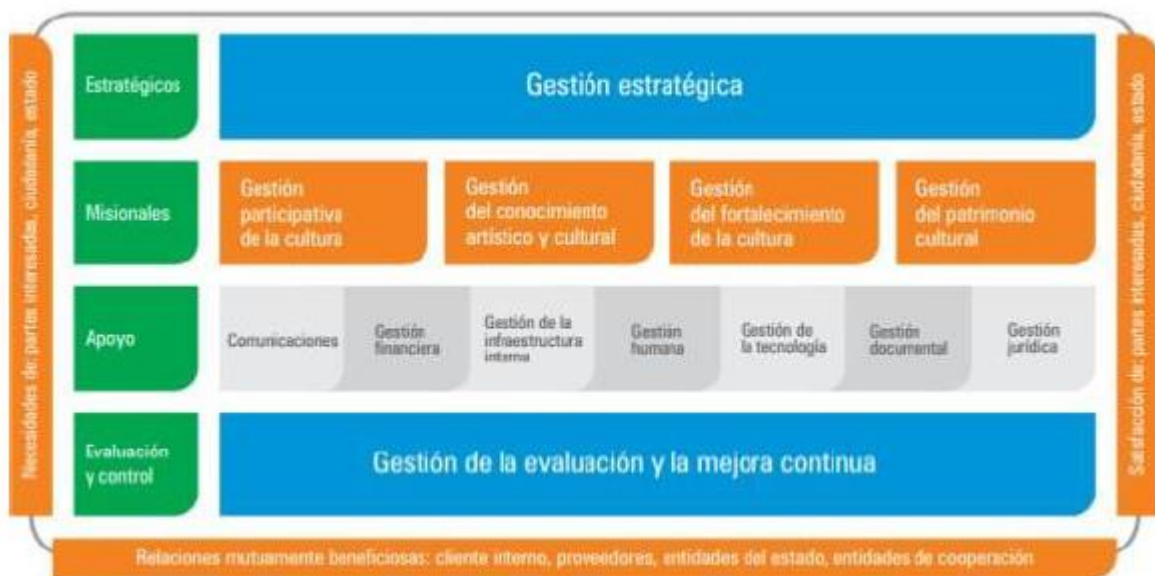 Necesidades de partes interesadas, ciudadanía, estado
Estratégicos
Gestión estratégica
Misionales
Gestión
participativa
de la cultura
Gestión
del conocimiento
artístico y cultural
Gestión
del fortalecimiento
de la cultura
Gestión
del patrimonio
cultural
Apoyo
Comunicaciones
Gestión
financiera
Gestión de la
infraestructura
interna
Gestión
humana
Gestión de
la tecnología
Gestión
documental
Gestión
jurídica
Evaluación
y control
Gestión de la evaluación y la mejora continua
Satisfacción de: partes interesadas, ciudadanía, estado
Relaciones mutuamente beneficiosas: cliente interno, proveedores, entidades del estado, entidades de cooperación